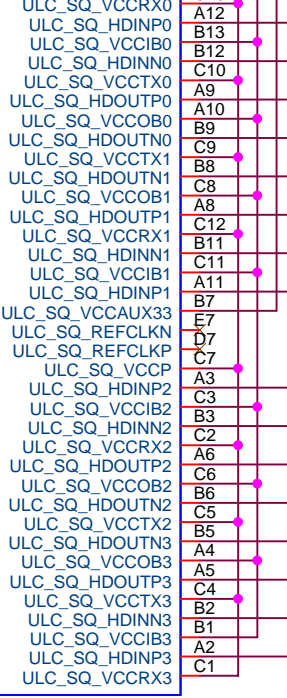 ULC_SQ_VCCRX0
ULC_SQ_HDINP0 A12
ULC_SQ_VCCIB0 B13
ULC_SQ_HDINN0 B12
ULC_SQ_VCCTX0 C10
ULC_SQ_HDOUTP0 A9
ULC_SQ_VCCOB0 A10
ULC_SQ_HDOUTN0 B9
ULC_SQ_VCCTX1 C9
ULC_SQ_HDOUTN1 B8
ULC_SQ_VCCOB1 C8
ULC_SQ_HDOUTP1 A8
ULC_SQ_VCCRX1 C12
ULC_SQ_HDINN1 B11
ULC_SQ_VCCIB1 C11
ULC_SQ_HDINP1 A11
ULC_SQ_VCCAUX33 B7
ULC_SQ_REFCLKN E7
ULC_SQ_REFCLKP D7
ULC_SQ_VCCP C7
ULC_SQ_HDINP2 A3
ULC_SQ_VCCIB2 C3
ULC_SQ_HDINN2 B3
ULC_SQ_VCCRX2 C2
ULC_SQ_HDOUTP2 A6
ULC_SQ_VCCOB2 C6
ULC_SQ_HDOUTN2 B6
ULC_SQ_VCCTX2 C5
ULC_SQ_HDOUTN3 B5
ULC_SQ_VCCOB3 A4
ULC_SQ_HDOUTP3 A5
ULC_SQ_VCCTX3 C4
ULC_SQ_HDINN3 B2
ULC_SQ_VCCIB3 B1
ULC_SQ_HDINP3 A2
ULC_SQ_VCCRX3 C1